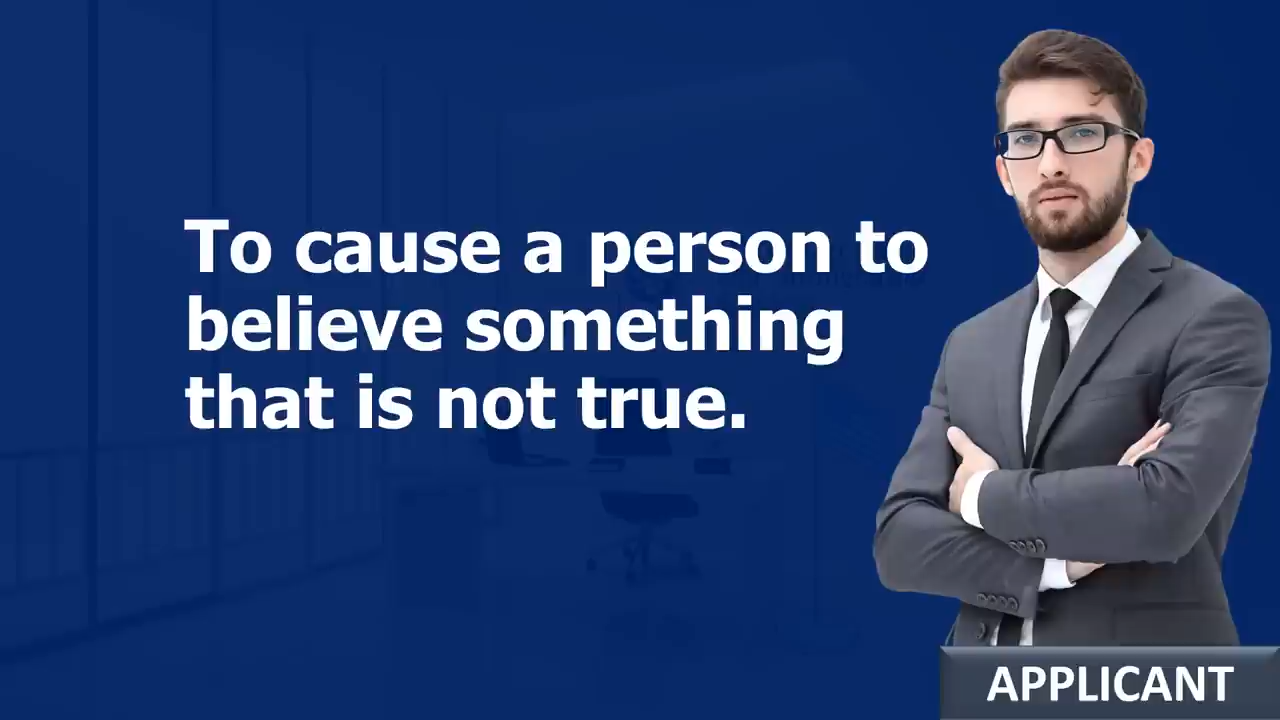 To cause a person to
believe something
that is not true.
APPLICANT